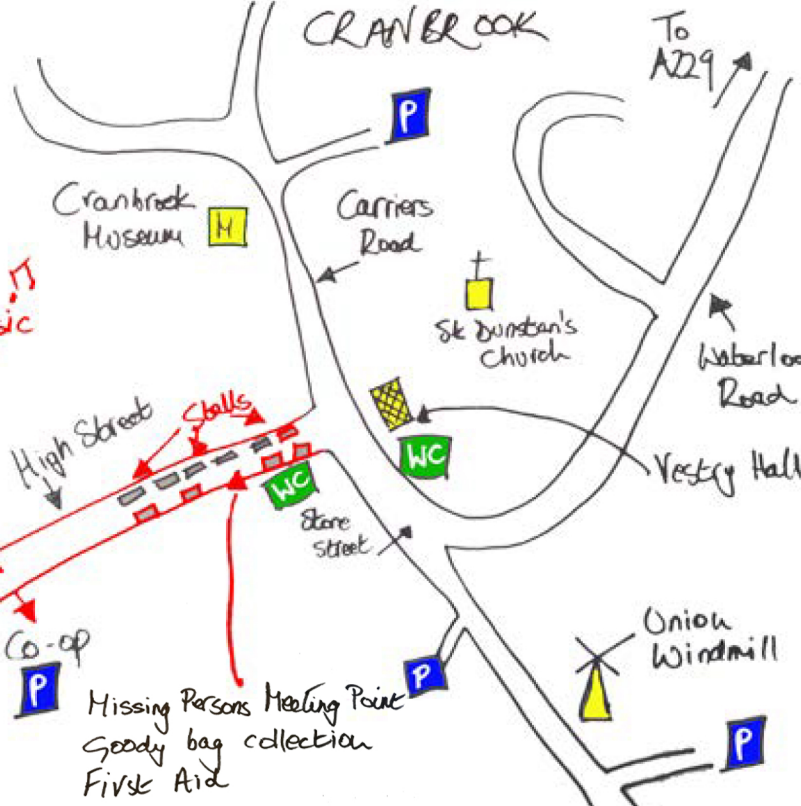 CRANBROOK
To
A229
P
Cranbrook
Museum
M
Carriers
Road
St Dunstan's
Church
Waterloo
Road
sic
Stalls
High Street
WC
WC
Vestry Hall
Stone
Street
Co-op
P
P
Union
Windmill
P
Missing Persons Meeting Point
Goody bag collection
First Aid